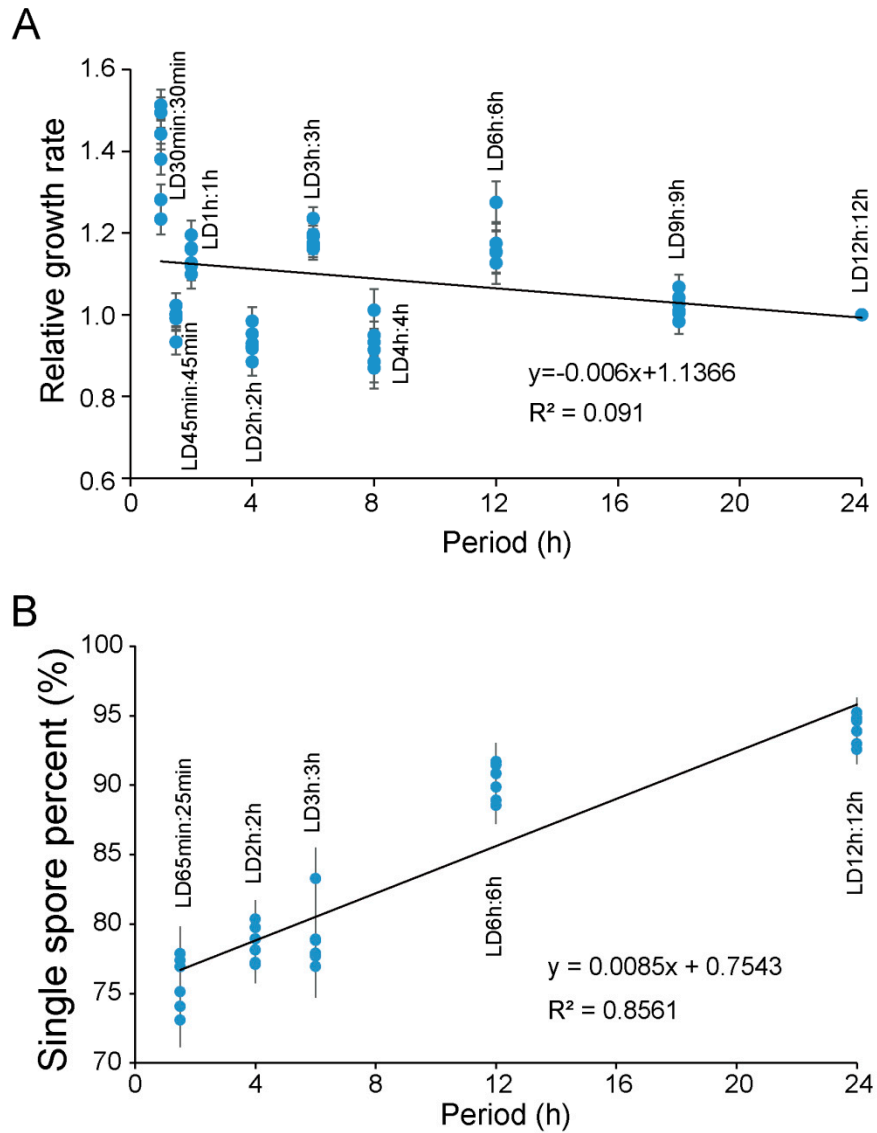 A
Relative growth rate
1.6
1.4
1.2
1.0
0.8
0.6
LD30min:30min
LD1h:1h
LD45min:45min
LD2h:2h
LD3h:3h
LD4h:4h
LD6h:6h
LD9h:9h
LD12h:12h
y=-0.006x+1.1366
R² = 0.091
0 4 8 12 16 20 24
Period (h)
B
Single spore percent (%)
100
95
90
85
80
75
70
LD65min:25min
LD2h:2h
LD3h:3h
LD6h:6h
LD12h:12h
y = 0.0085x + 0.7543
R² = 0.8561
0 4 8 12 16 20 24
Period (h)